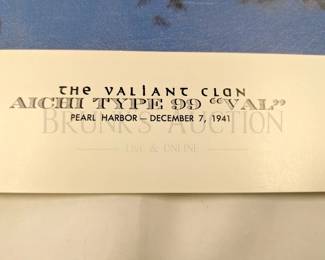 THE VALIANT CLAN
AICHI TYPE 99 "VAL"
PEARL HARBOR — DECEMBER 7, 1941
BRUNK'S AUCTION
LIVE & ONLINE